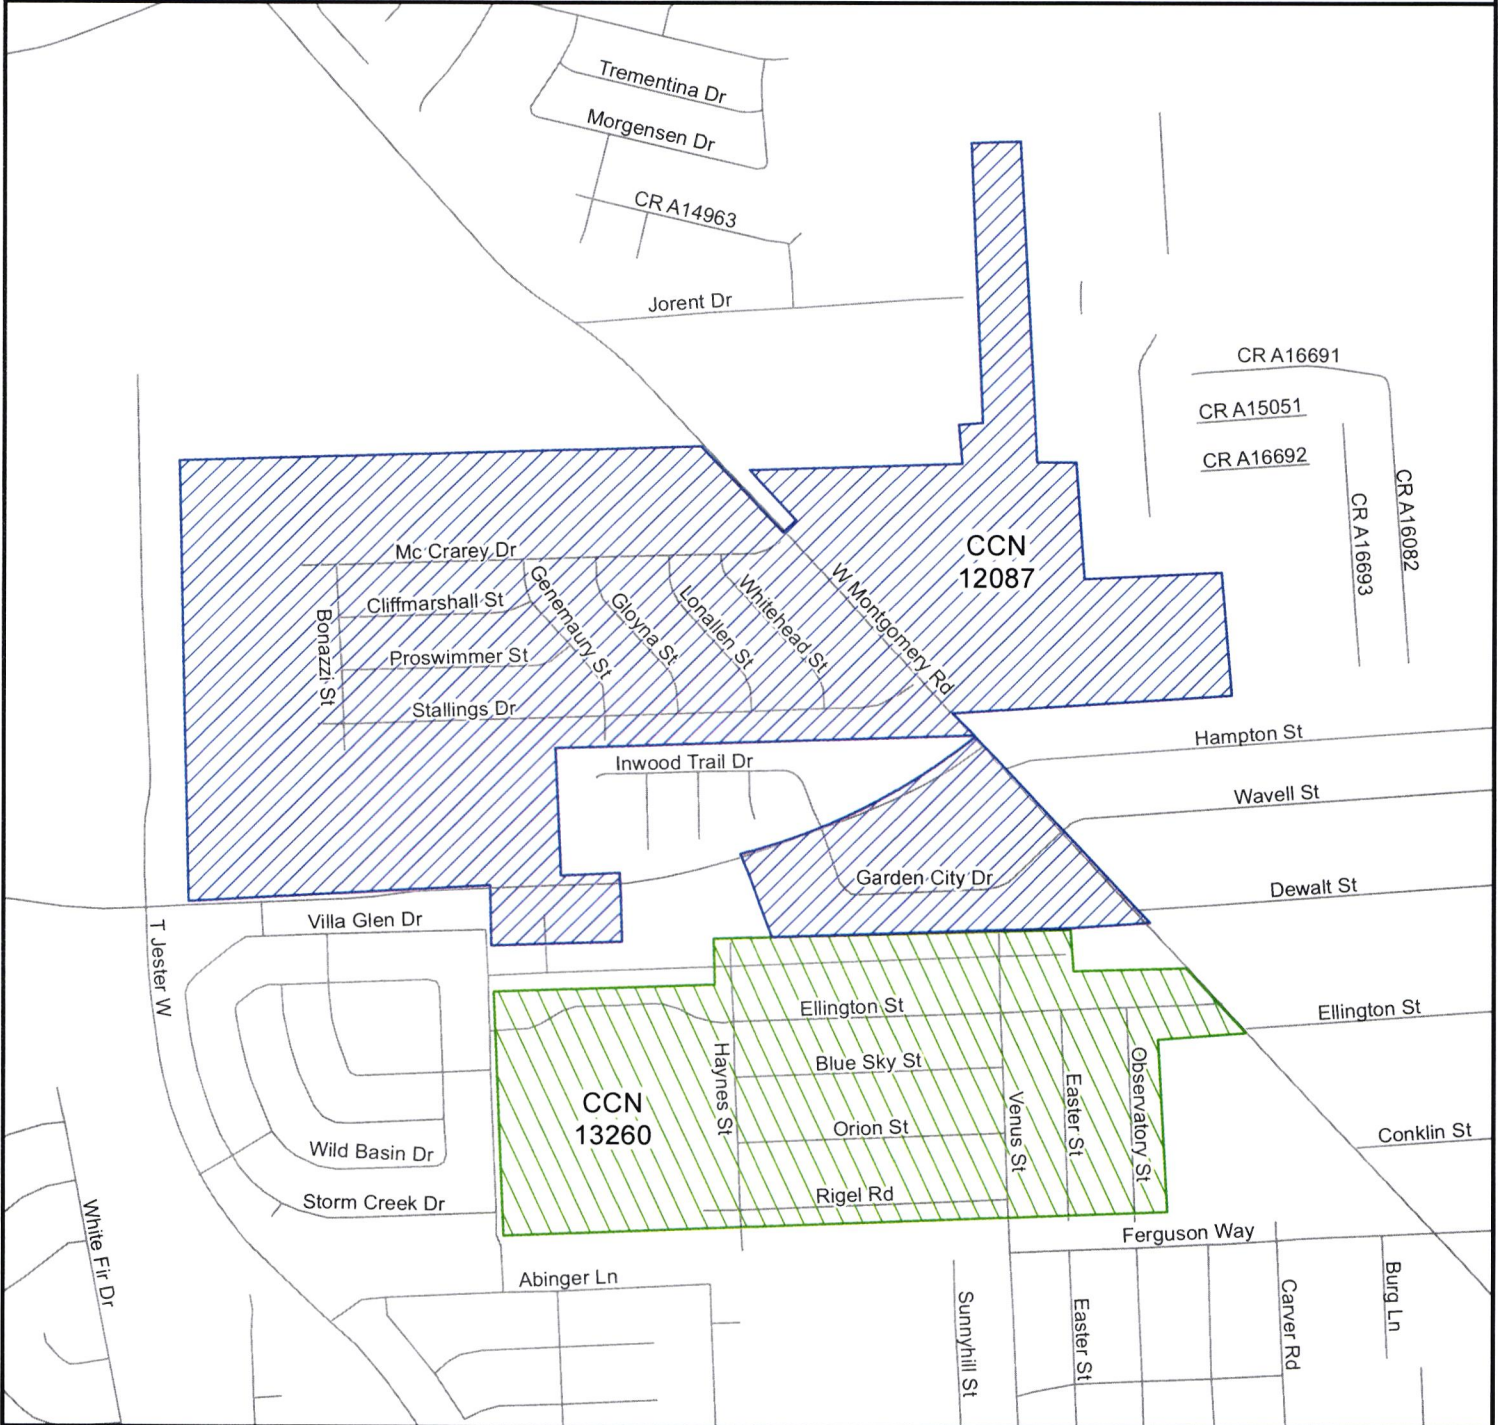 Trementina Dr
Morgensen Dr
CR A14963
Jorent Dr
CR A16691
CR A15051
CR A16692
CR A16693
CR A16082
CCN
12087
Mc Crarey Dr
Cliffmarshall St
Bonazzi St
Proswimmer St
Genemaury St
Gloyna St
Lonallen St
Whitehead St
W Montgomery Rd
Stallings Dr
Hampton St
Inwood Trail Dr
Wavell St
Garden City Dr
Dewalt St
Villa Glen Dr
T Jester W
Ellington St
Ellington St
Haynes St
Blue Sky St
Venus St
Easter St
Observatory St
CCN
13260
Orion St
Conklin St
Wild Basin Dr
Rigel Rd
Storm Creek Dr
White Fir Dr
Ferguson Way
Abinger Ln
Sunnyhill St
Easter St
Carver Rd
Burg Ln